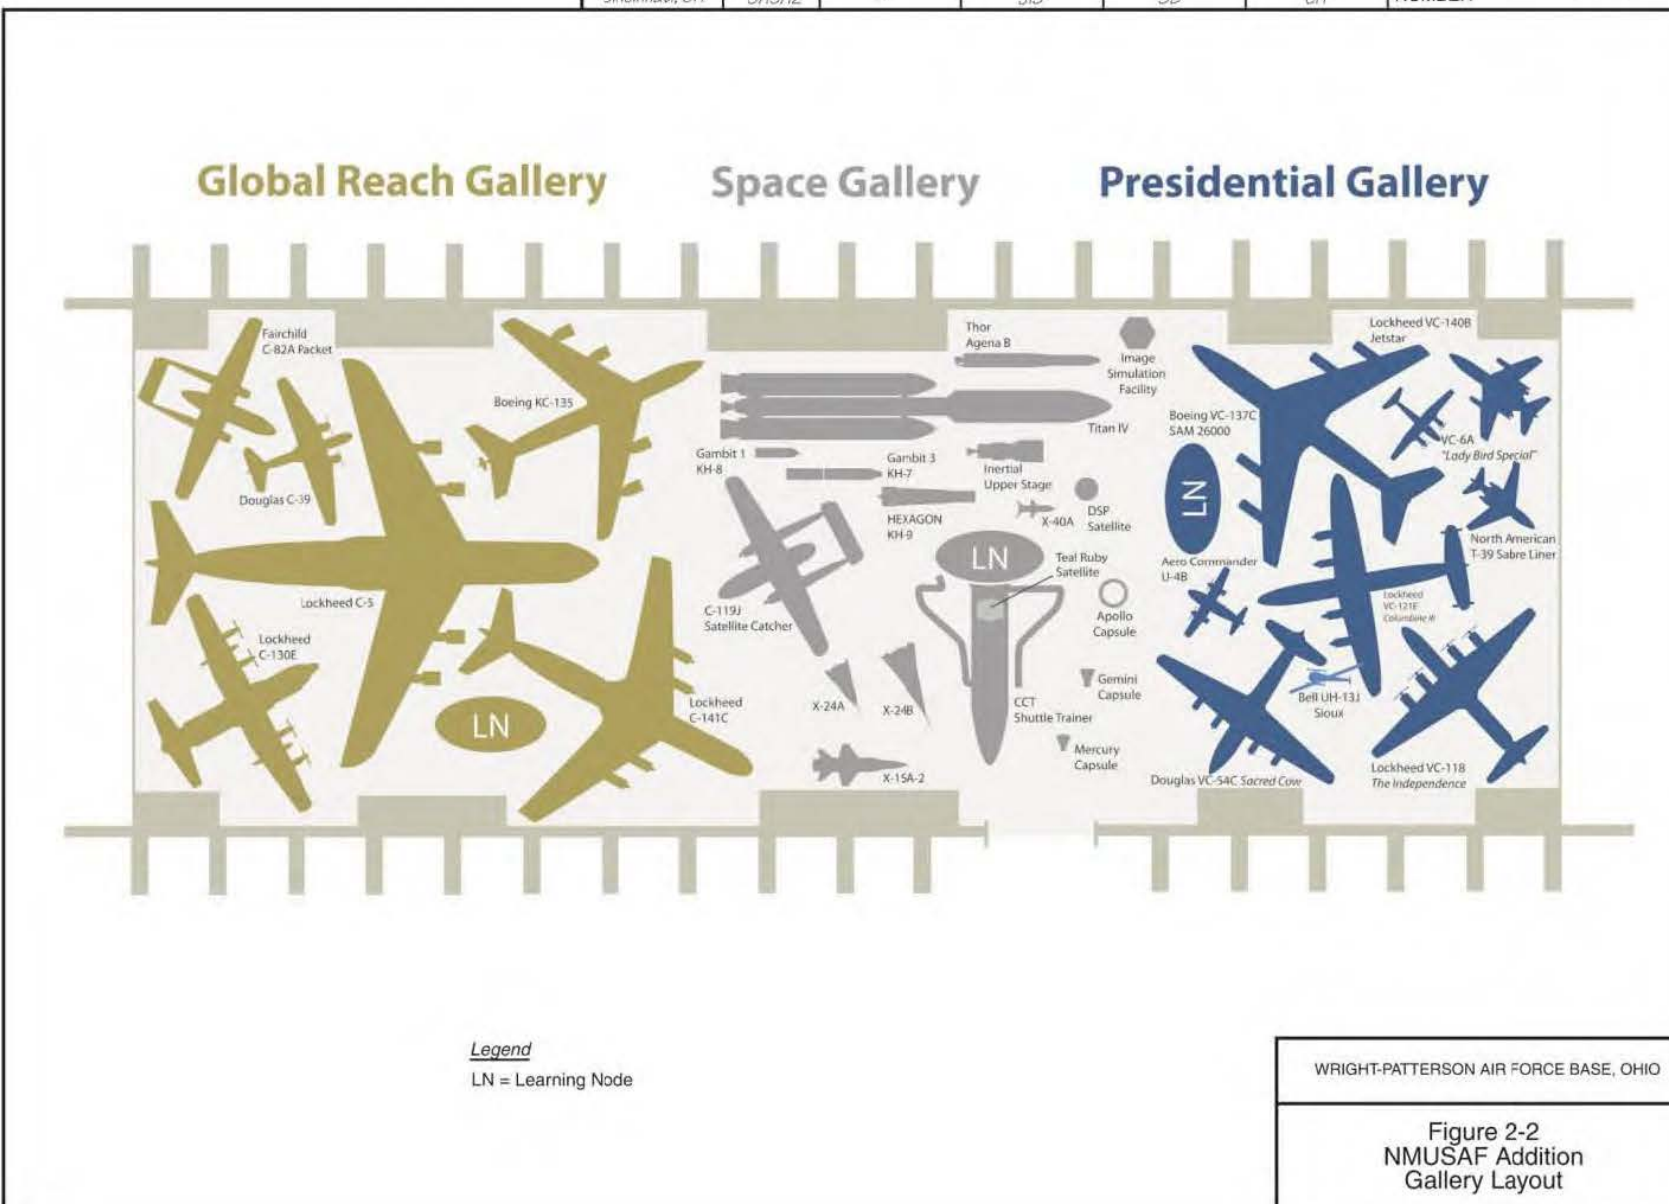 Global Reach Gallery
Space Gallery
Presidential Gallery
Fairchild
C-82A Packet
Boeing KC-135
Douglas C-39
Lockheed C-5
Lockheed
C-130E
LN
Lockheed
C-141C
Thor
Agena B
Image
Simulation
Facility
Titan IV
Gambit 1
KH-8
Gambit 3
KH-7
Inertial
Upper Stage
HEXAGON
KH-9
X-40A
DSP
Satellite
LN
Teal Ruby
Satellite
C-119J
Satellite Catcher
Apollo
Capsule
X-24A
X-24B
CCT
Shuttle Trainer
Gemini
Capsule
Mercury
Capsule
X-15A-2
Lockheed VC-140B
Jetstar
Boeing VC-137C
SAM 26000
VC-6A
"Lady Bird Special"
LN
North American
T-39 Sabre Liner
Aero Commander
U-4B
Lockheed
VC-121E
Columbine III
Bell UH-13J
Sioux
Douglas VC-54C Sacred Cow
Lockheed VC-118
The Independence
Legend
LN = Learning Node
WRIGHT-PATTERSON AIR FORCE BASE, OHIO
Figure 2-2
NMUSAF Addition
Gallery Layout